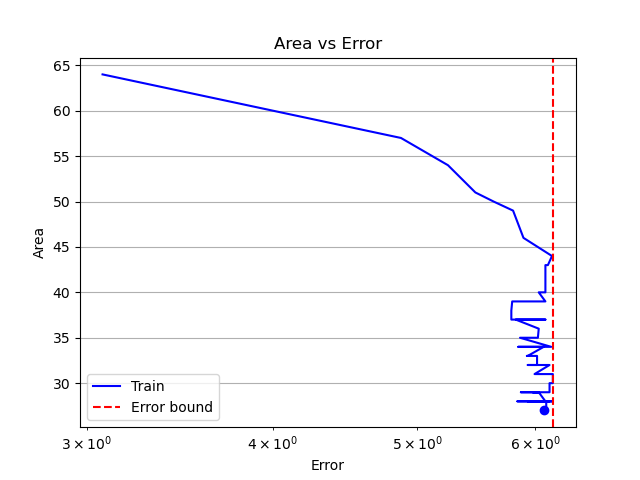 Area vs Error
65
60
55
50
45
40
35
30
Area
Train
Error bound
3 × 10⁰
4 × 10⁰
5 × 10⁰
6 × 10⁰
Error